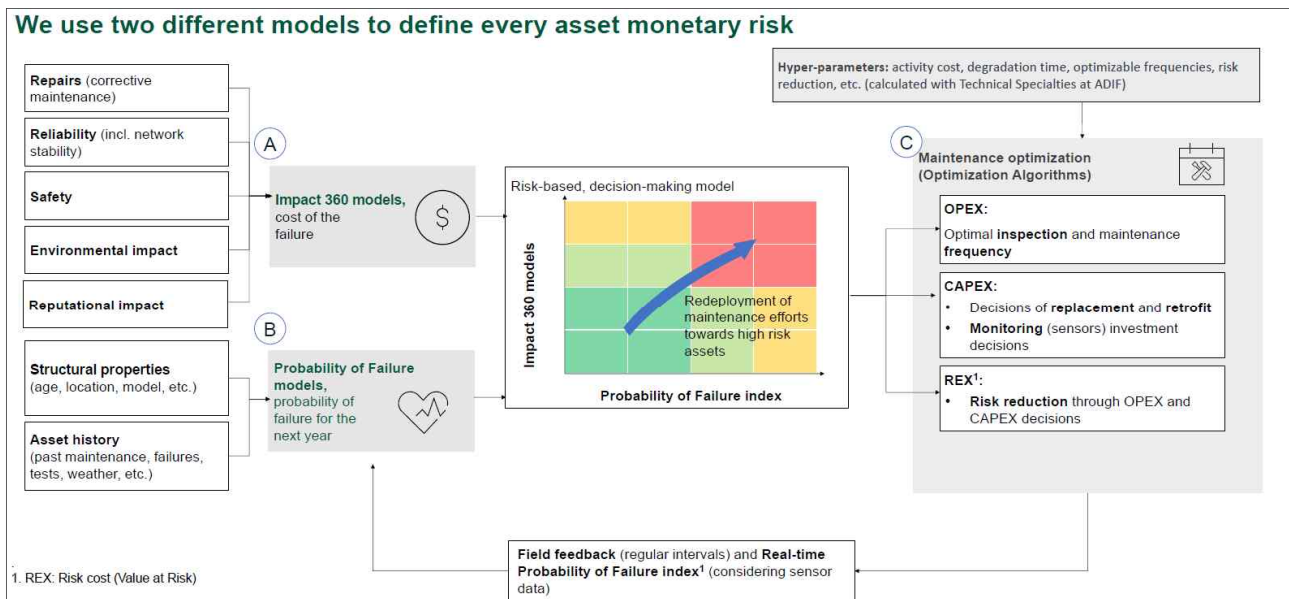 We use two different models to define every asset monetary risk
Repairs (corrective
maintenance)
Reliability (incl. network
stability)
Safety
Environmental impact
Reputational impact
Structural properties
(age, location, model, etc.)
Asset history
(past maintenance, failures,
tests, weather, etc.)
A
Impact 360 models,
cost of the
failure
$
B
Probability of Failure
models,
probability of
failure for the
next year
Risk-based, decision-making model
Impact 360 models
Redeployment of
maintenance efforts
towards high risk
assets
Probability of Failure index
Hyper-parameters: activity cost, degradation time, optimizable frequencies, risk
reduction, etc. (calculated with Technical Specialties at ADIF)
C
Maintenance optimization
(Optimization Algorithms)
OPEX:
Optimal inspection and maintenance
frequency
CAPEX:
• Decisions of replacement and retrofit
• Monitoring (sensors) investment
decisions
REX¹:
• Risk reduction through OPEX and
CAPEX decisions
Field feedback (regular intervals) and Real-time
Probability of Failure index¹ (considering sensor
data)
.
1. REX: Risk cost (Value at Risk)